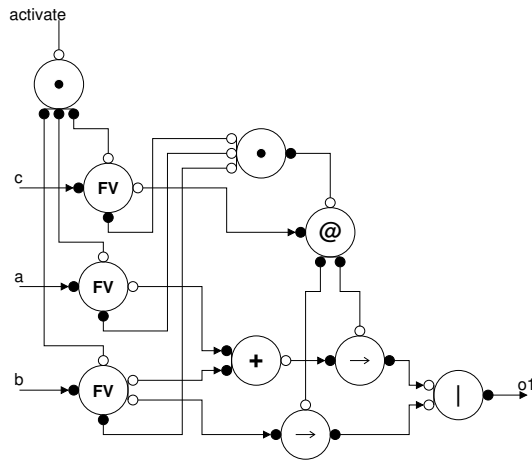 activate
•
•
c
FV
@
a
FV
+
→
b
FV
→
|
o1